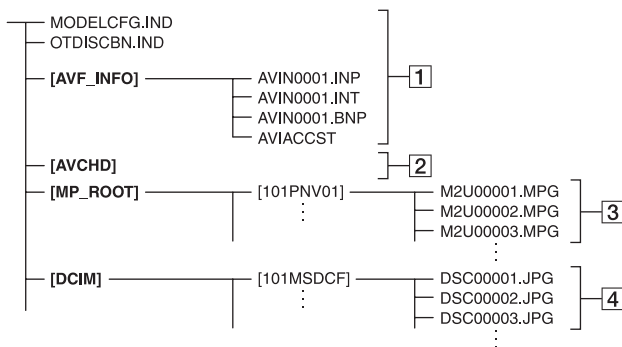 MODELCFG.IND
OTDISCBN.IND
[AVF_INFO] AVIN0001.INP
AVIN0001.INT
AVIN0001.BNP
AVIACCST
1
[AVCHD] 2
[MP_ROOT] [101PNV01] M2U00001.MPG
M2U00002.MPG
M2U00003.MPG
3
[DCIM] [101MSDCF] DSC00001.JPG
DSC00002.JPG
DSC00003.JPG
4